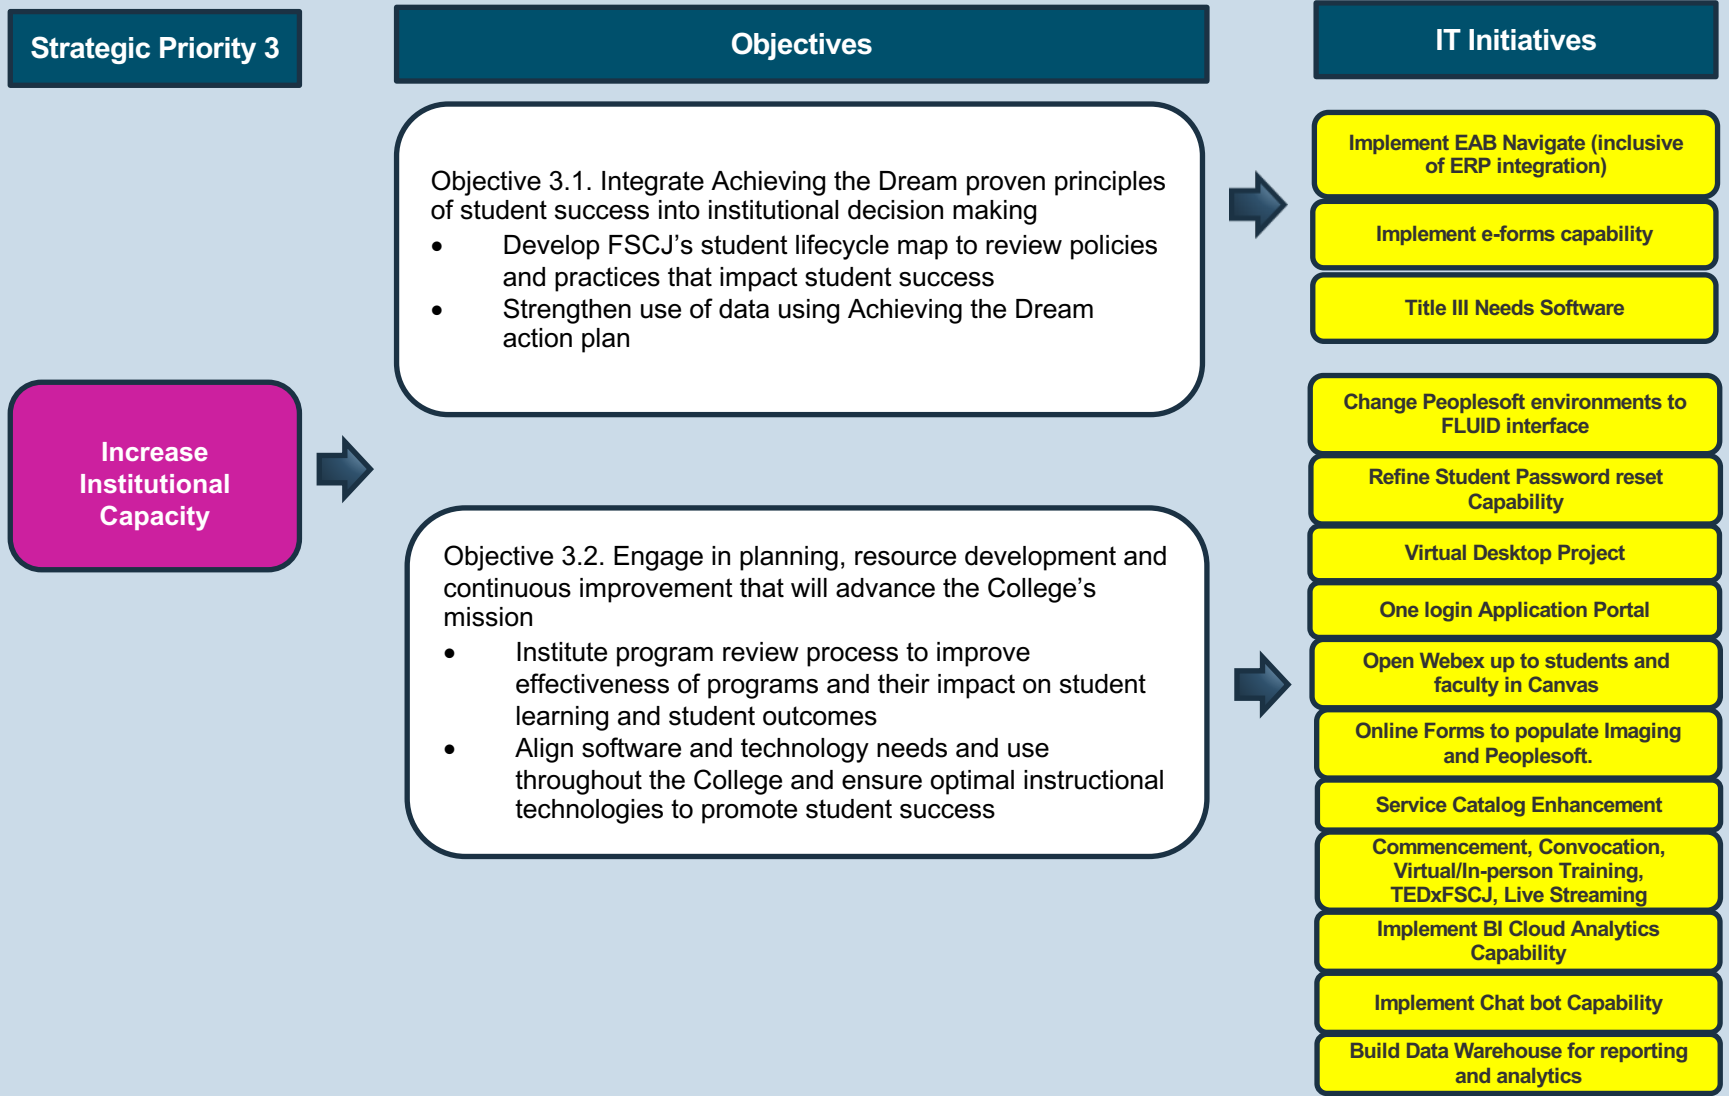 Strategic Priority 3
Objectives
IT Initiatives
Objective 3.1. Integrate Achieving the Dream proven principles
of student success into institutional decision making
• Develop FSCJ’s student lifecycle map to review policies
and practices that impact student success
• Strengthen use of data using Achieving the Dream
action plan
Implement EAB Navigate (inclusive
of ERP integration)
Implement e-forms capability
Title III Needs Software
Increase
Institutional
Capacity
Objective 3.2. Engage in planning, resource development and
continuous improvement that will advance the College’s
mission
• Institute program review process to improve
effectiveness of programs and their impact on student
learning and student outcomes
• Align software and technology needs and use
throughout the College and ensure optimal instructional
technologies to promote student success
Change Peoplesoft environments to
FLUID interface
Refine Student Password reset
Capability
Virtual Desktop Project
One login Application Portal
Open Webex up to students and
faculty in Canvas
Online Forms to populate Imaging
and Peoplesoft.
Service Catalog Enhancement
Commencement, Convocation,
Virtual/In-person Training,
TEDxFSCJ, Live Streaming
Implement BI Cloud Analytics
Capability
Implement Chat bot Capability
Build Data Warehouse for reporting
and analytics